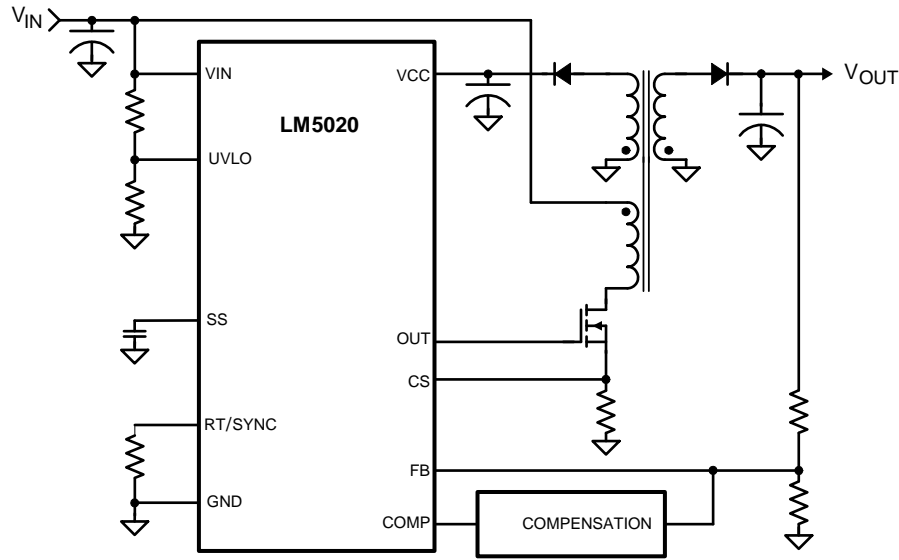 VIN
VIN
VCC
VOUT
LM5020
UVLO
SS
OUT
CS
RT/SYNC
FB
GND
COMP
COMPENSATION